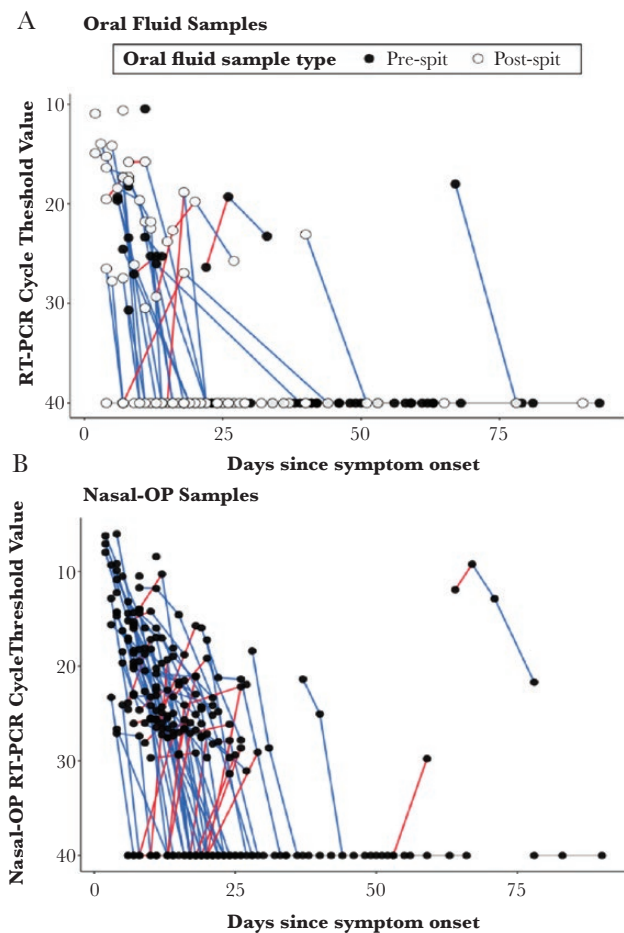 A
Oral Fluid Samples
Oral fluid sample type Pre-spit Post-spit
RT-PCR Cycle Theshold Value
10
20
30
40
0 25 50 75
Days since symptom onset
B
Nasal-OP Samples
Nasal-OP RT-PCR CycleThreshold Value
10
20
30
40
0 25 50 75
Days since symptom onset